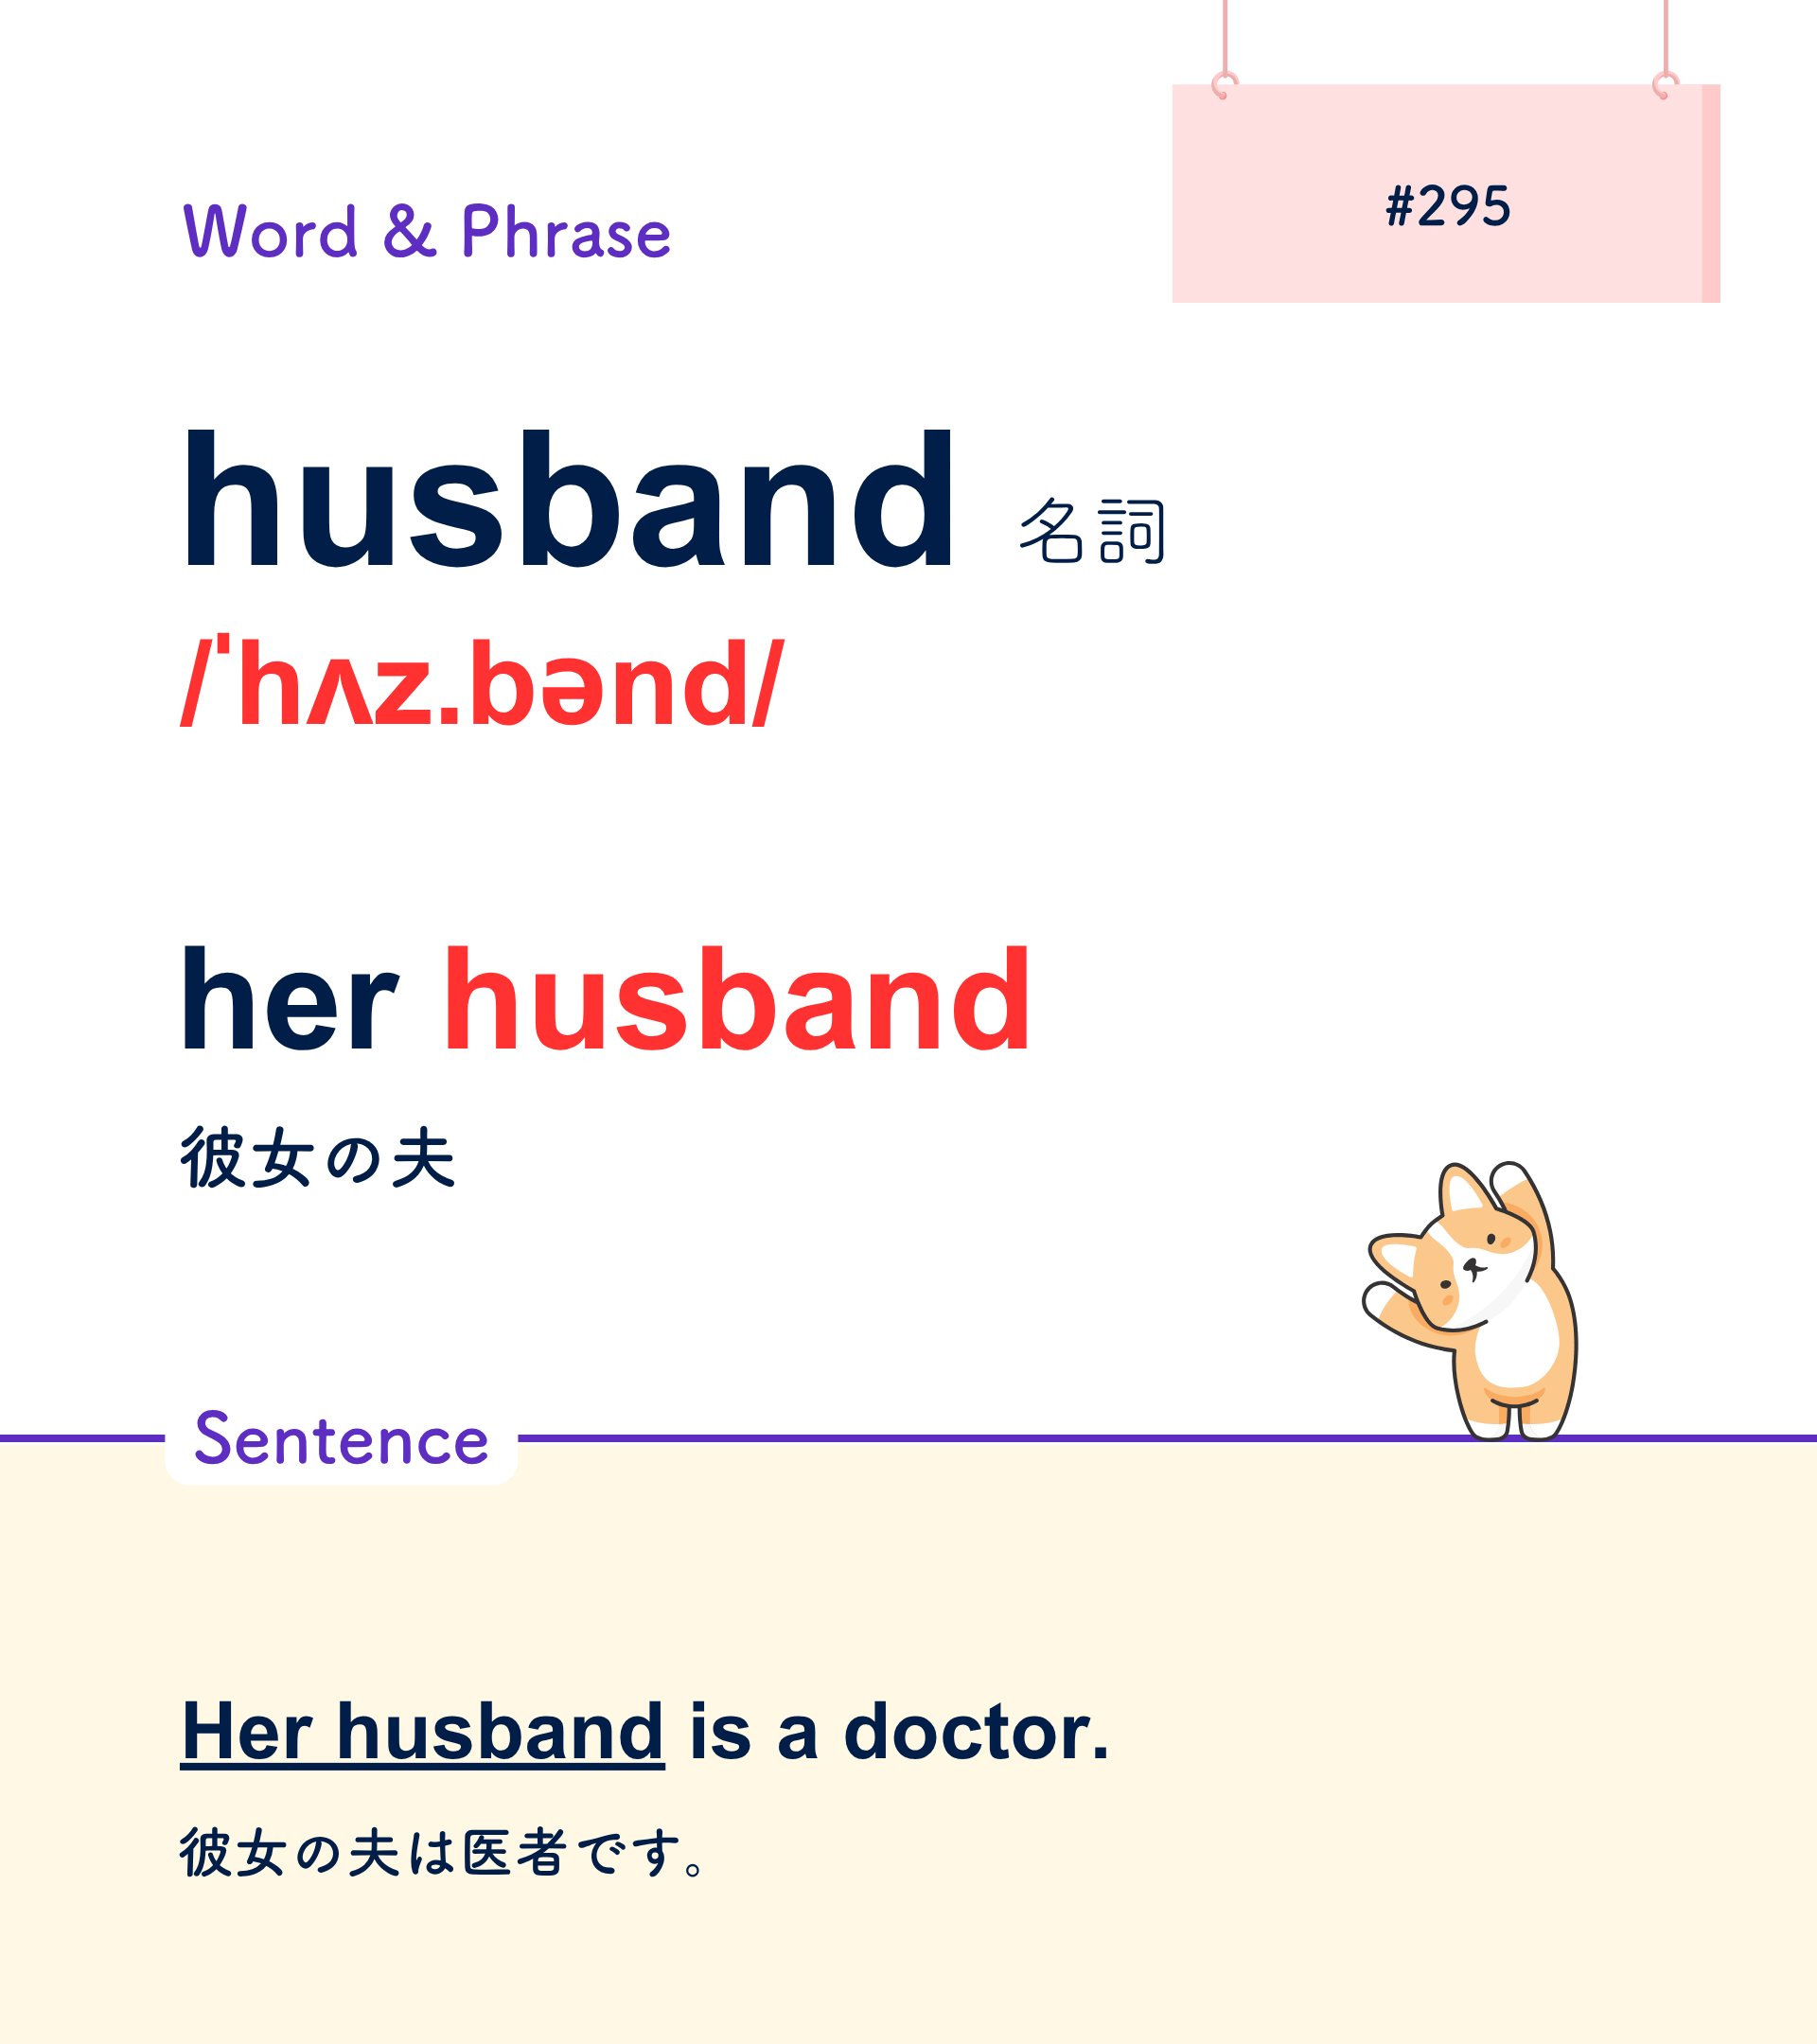 #295
Word & Phrase
husband 名詞
/ˈhʌz.bənd/
her husband
彼女の夫
Sentence
Her husband is a doctor.
彼女の夫は医者です。